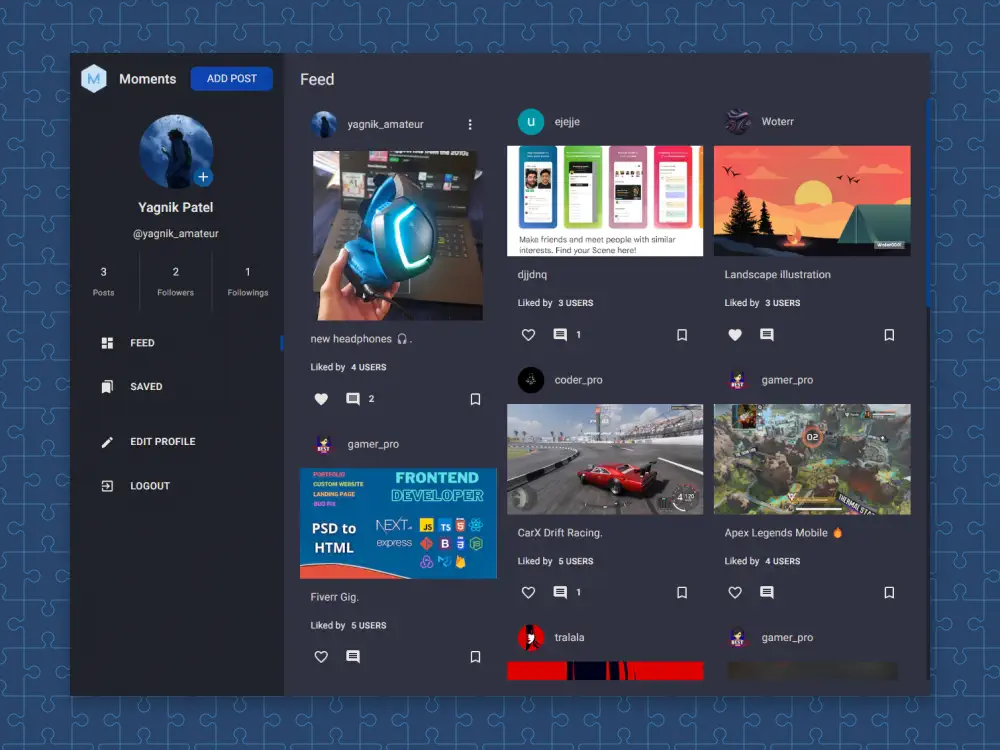 M
Moments
ADD POST
Yagnik Patel
@yagnik_amateur
3
Posts
2
Followers
1
Followings
FEED
SAVED
EDIT PROFILE
LOGOUT
Feed
yagnik_amateur
new headphones 🎧 .
Liked by 4 USERS
2
gamer_pro
PORTFOLIO
CUSTOM WEBSITE
LANDING PAGE
BUG FIX
FRONTEND
DEVELOPER
PSD to
HTML
NEXT.JS
JS
TS
express
B
Fiverr Gig.
Liked by 5 USERS
u
ejejje
Make friends and meet people with similar
interests. Find your Scene here!
djjdnq
Liked by 3 USERS
1
coder_pro
CarX Drift Racing.
Liked by 5 USERS
1
tralala
Woterr
Landscape illustration
Liked by 3 USERS
BEST
gamer_pro
02
Apex Legends Mobile 🔥
Liked by 4 USERS
BEST
gamer_pro